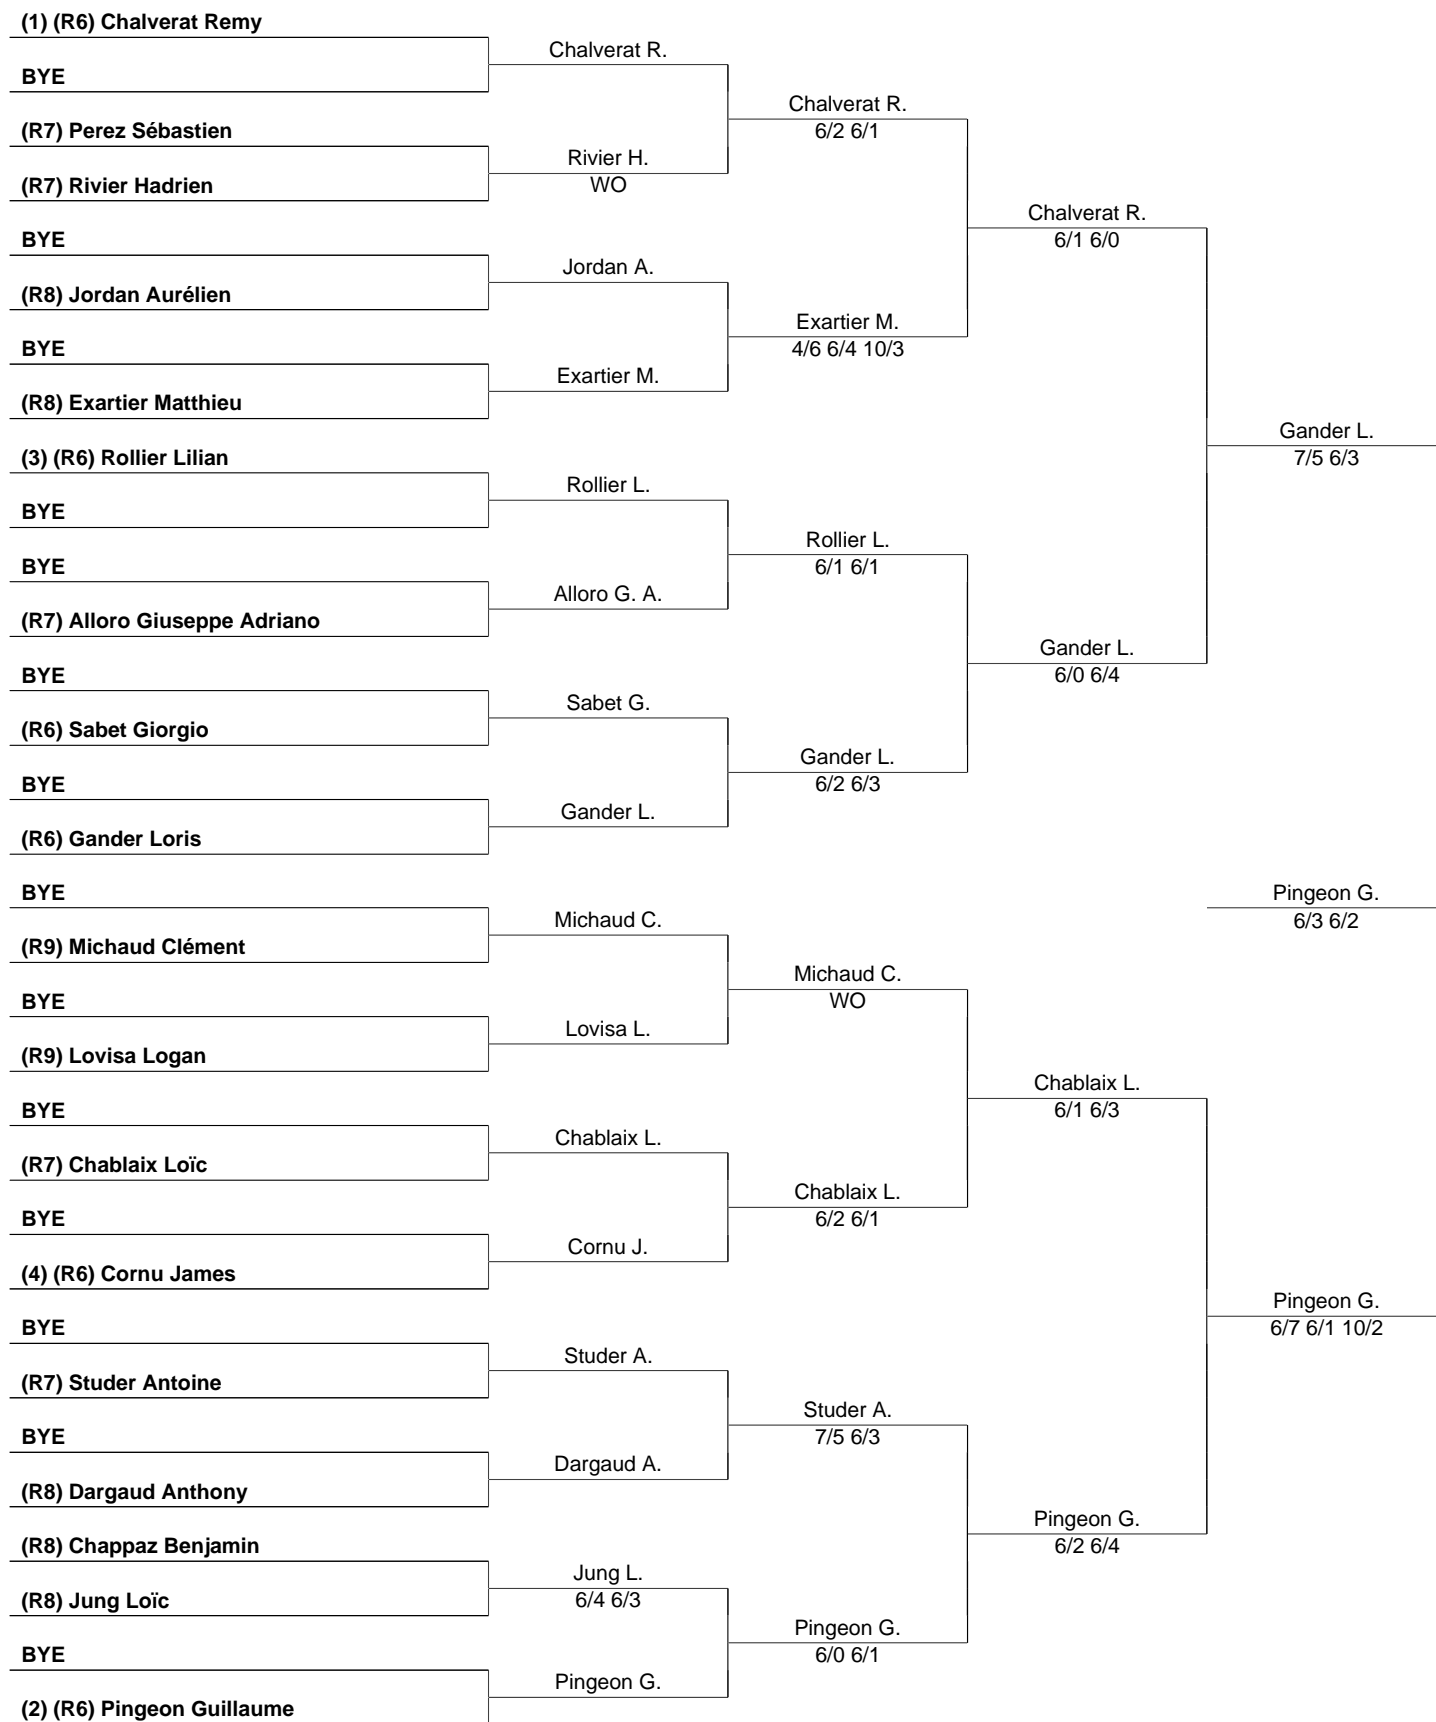 (1) (R6) Chalverat Remy
BYE
(R7) Perez Sébastien
(R7) Rivier Hadrien
BYE
(R8) Jordan Aurélien
BYE
(R8) Exartier Matthieu
(3) (R6) Rollier Lilian
BYE
BYE
(R7) Alloro Giuseppe Adriano
BYE
(R6) Sabet Giorgio
BYE
(R6) Gander Loris
BYE
(R9) Michaud Clément
BYE
(R9) Lovisa Logan
BYE
(R7) Chablaix Loïc
BYE
(4) (R6) Cornu James
BYE
(R7) Studer Antoine
BYE
(R8) Dargaud Anthony
(R8) Chappaz Benjamin
(R8) Jung Loïc
BYE
(2) (R6) Pingeon Guillaume
Chalverat R.
Rivier H.
WO
Jordan A.
Exartier M.
Rollier L.
Alloro G. A.
Sabet G.
Gander L.
Michaud C.
Lovisa L.
Chablaix L.
Cornu J.
Studer A.
Dargaud A.
Jung L.
6/4 6/3
Pingeon G.
Chalverat R.
6/2 6/1
Exartier M.
4/6 6/4 10/3
Rollier L.
6/1 6/1
Gander L.
6/2 6/3
Michaud C.
WO
Chablaix L.
6/2 6/1
Studer A.
7/5 6/3
Pingeon G.
6/0 6/1
Chalverat R.
6/1 6/0
Gander L.
6/0 6/4
Chablaix L.
6/1 6/3
Pingeon G.
6/2 6/4
Gander L.
7/5 6/3
Pingeon G.
6/3 6/2
Pingeon G.
6/7 6/1 10/2